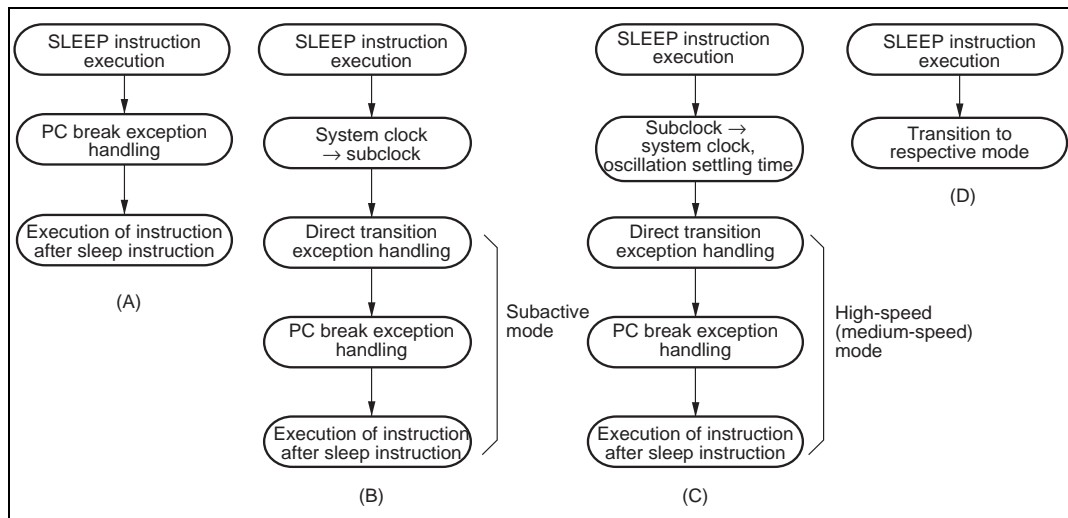 SLEEP instruction
execution
PC break exception
handling
Execution of instruction
after sleep instruction
(A)
SLEEP instruction
execution
System clock
→ subclock
Direct transition
exception handling
PC break exception
handling
Execution of instruction
after sleep instruction
Subactive
mode
(B)
SLEEP instruction
execution
Subclock →
system clock,
oscillation settling time
Direct transition
exception handling
PC break exception
handling
Execution of instruction
after sleep instruction
High-speed
(medium-speed)
mode
(C)
SLEEP instruction
execution
Transition to
respective mode
(D)